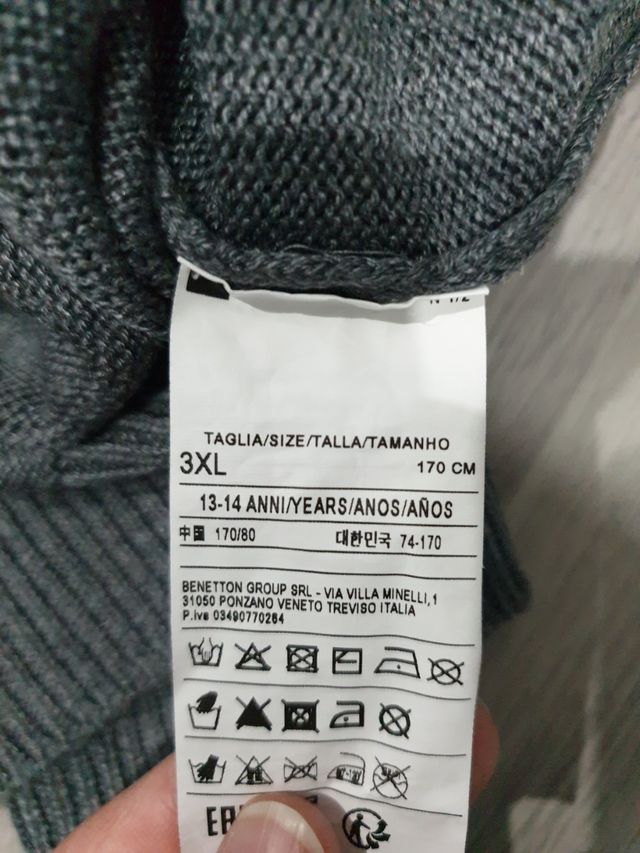 TAGLIA/SIZE/TALLA/TAMANHO
3XL 170 CM
13-14 ANNI/YEARS/ANOS/AÑOS
中国 170/80 대한민국 74-170
BENETTON GROUP SRL - VIA VILLA MINELLI,1
31050 PONZANO VENETO TREVISO ITALIA
P.iva 03490770264